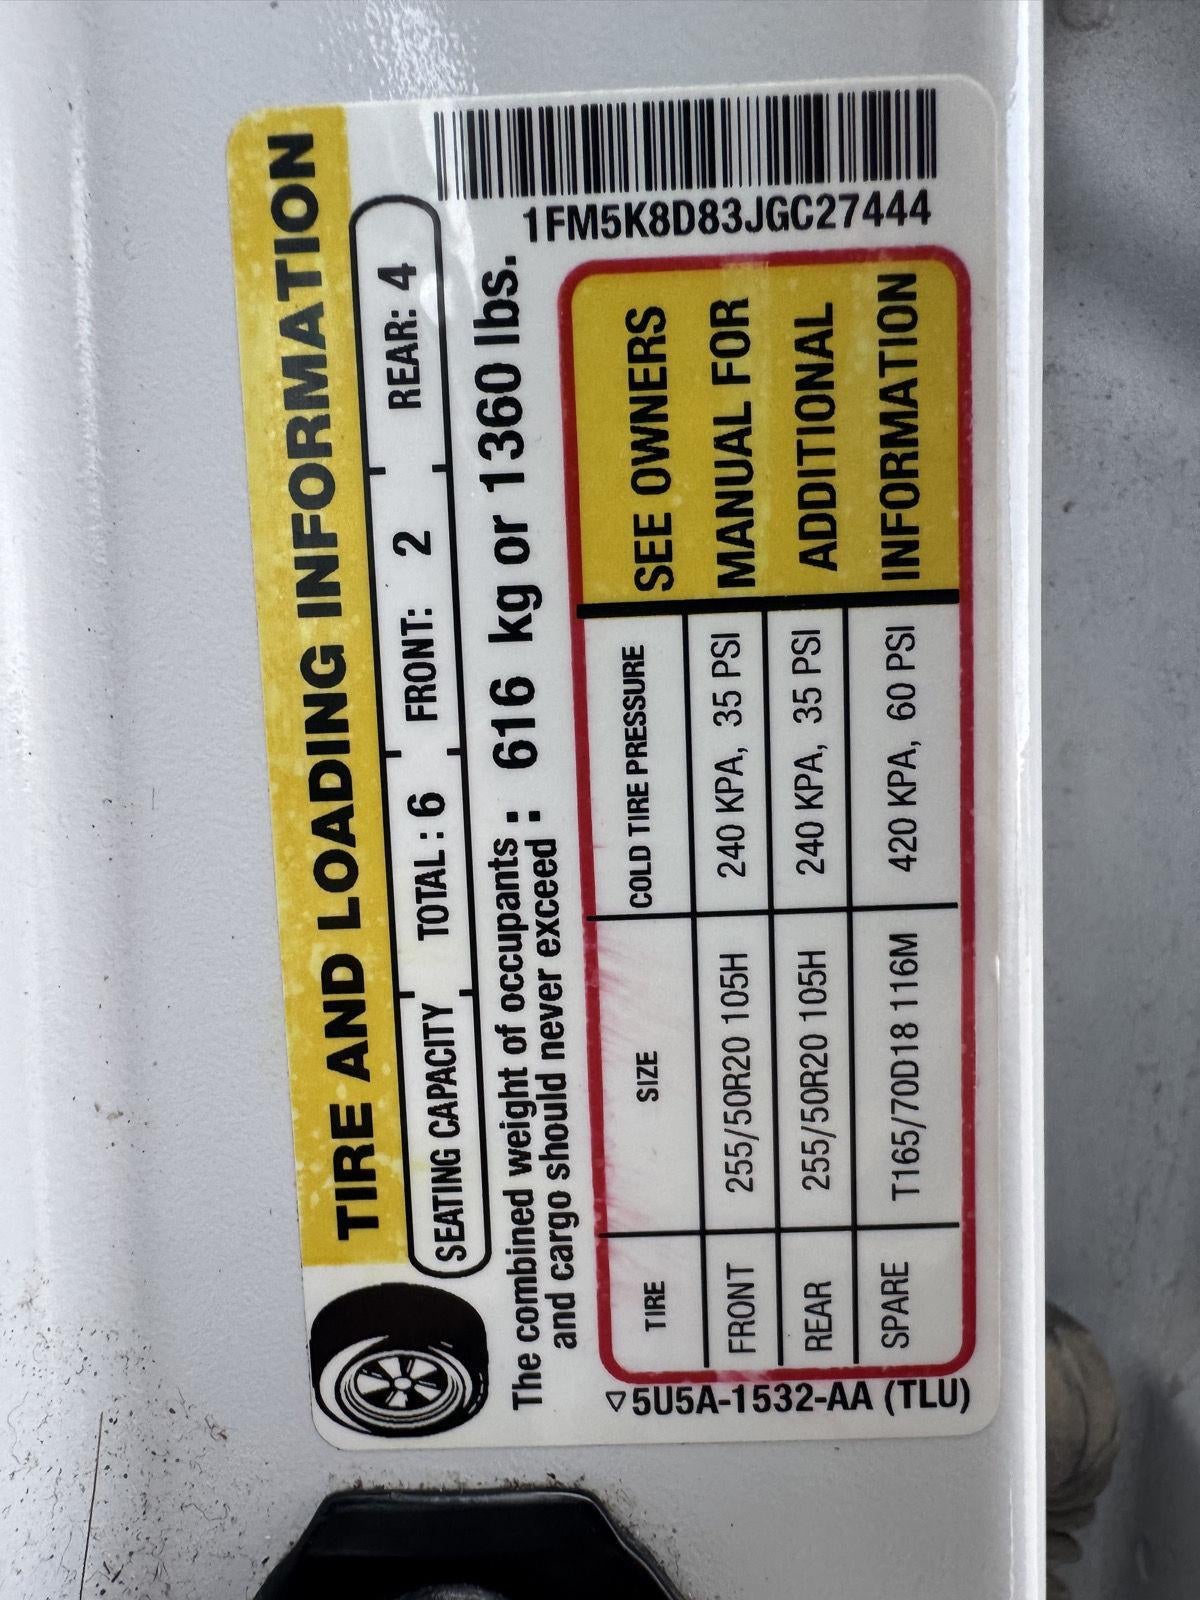 TIRE AND LOADING INFORMATION
SEATING CAPACITY TOTAL : 6 FRONT: 2 REAR: 4
The combined weight of occupants : 616 kg or 1360 lbs.
and cargo should never exceed :
TIRE SIZE COLD TIRE PRESSURE
FRONT 255/50R20 105H 240 KPA, 35 PSI
REAR 255/50R20 105H 240 KPA, 35 PSI
SPARE T165/70D18 116M 420 KPA, 60 PSI
SEE OWNERS
MANUAL FOR
ADDITIONAL
INFORMATION
1FM5K8D83JGC27444
5U5A-1532-AA (TLU)